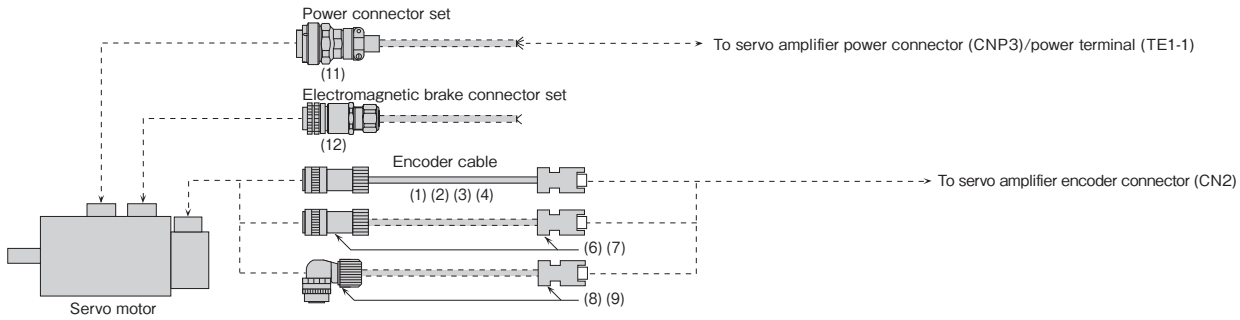 Power connector set
To servo amplifier power connector (CNP3)/power terminal (TE1-1)
(11)
Electromagnetic brake connector set
(12)
Encoder cable
(1) (2) (3) (4)
To servo amplifier encoder connector (CN2)
(6) (7)
(8) (9)
Servo motor